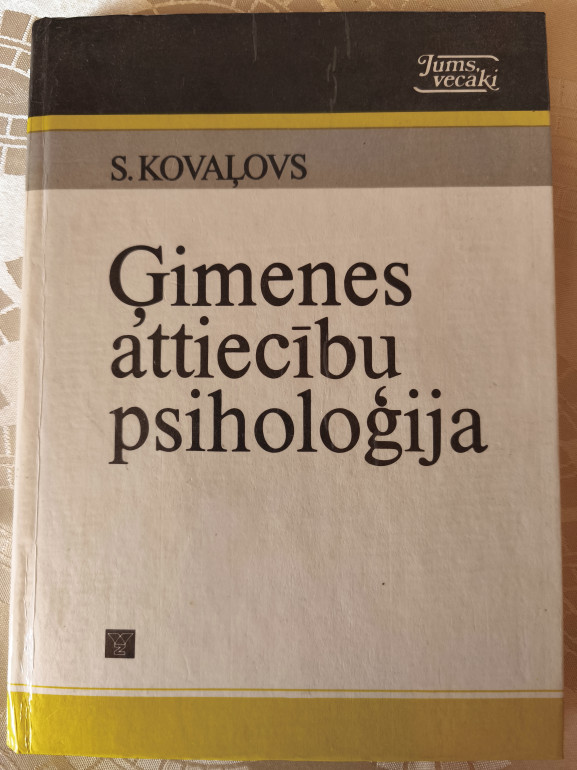 Jums,
vecāki
S. KOVAĻOVS
Ģimenes
attiecību
psiholoģija
Z